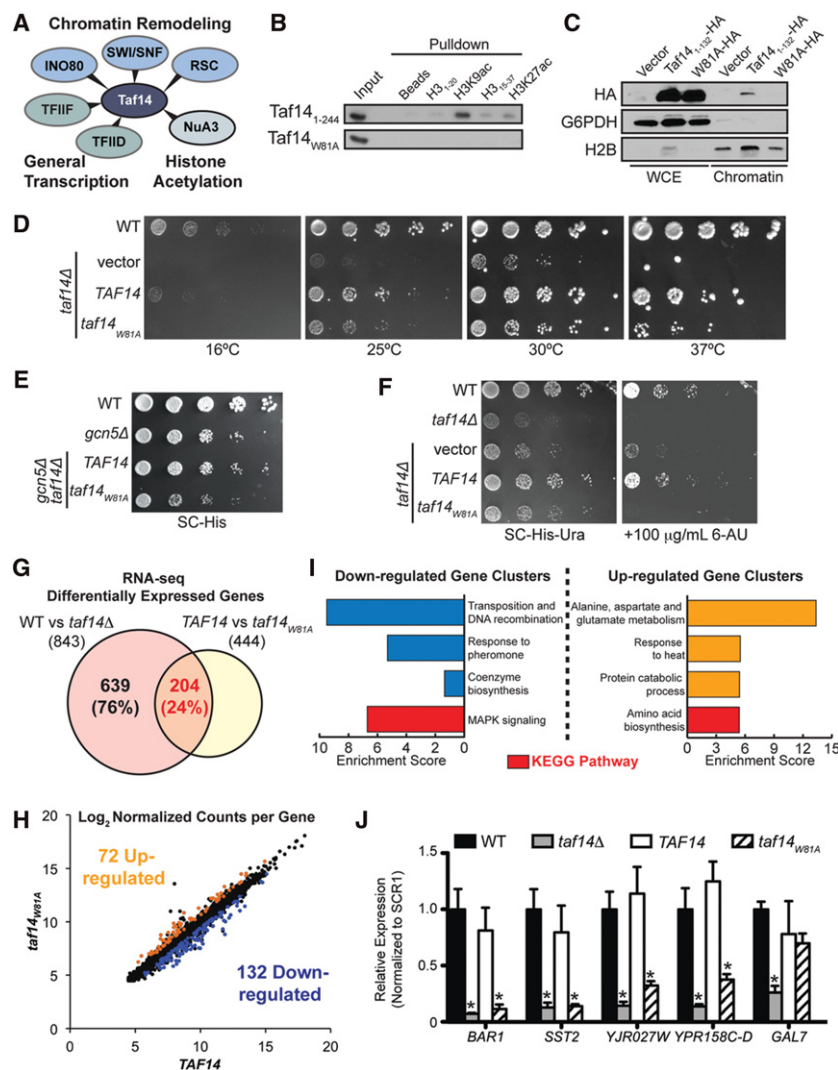 A
Chromatin Remodeling
SWI/SNF
INO80
RSC
Taf14
TFIIF
NuA3
TFIID
General
Transcription
Histone
Acetylation
B
Pulldown
Input
Beads
H3₁₋₂₀
H3K9ac
H3₁₅₋₃₇
H3K27ac
Taf14₁₋₂₄₄
Taf14W81A
C
Vector
Taf14₁₋₁₃₂-HA
W81A-HA
Vector
Taf14₁₋₁₃₂-HA
W81A-HA
HA
G6PDH
H2B
WCE
Chromatin
D
WT
taf14Δ
vector
TAF14
taf14W81A
16ºC
25ºC
30ºC
37ºC
E
WT
gcn5Δ
gcn5Δ
taf14Δ
TAF14
taf14W81A
SC-His
F
WT
taf14Δ
taf14Δ
vector
TAF14
taf14W81A
SC-His-Ura
+100 µg/mL 6-AU
G
RNA-seq
Differentially Expressed Genes
WT vs taf14Δ
(843)
TAF14 vs taf14W81A
(444)
639
(76%)
204
(24%)
I
Down-regulated Gene Clusters
Up-regulated Gene Clusters
Transposition and
DNA recombination
Response to
pheromone
Coenzyme
biosynthesis
MAPK signaling
10 8 6 4 2 0
Enrichment Score
Alanine, aspartate and
glutamate metabolism
Response
to heat
Protein catabolic
process
Amino acid
biosynthesis
0 3 6 9 12 15
Enrichment Score
KEGG Pathway
H
Log₂ Normalized Counts per Gene
20
15
10
5
0
taf14W81A
72 Up-
regulated
132 Down-
regulated
0 5 10 15 20
TAF14
J
WT
taf14Δ
TAF14
taf14W81A
Relative Expression
(Normalized to SCR1)
1.5
1.0
0.5
0
* * * * * * * * *
BAR1 SST2 YJR027W YPR158C-D GAL7